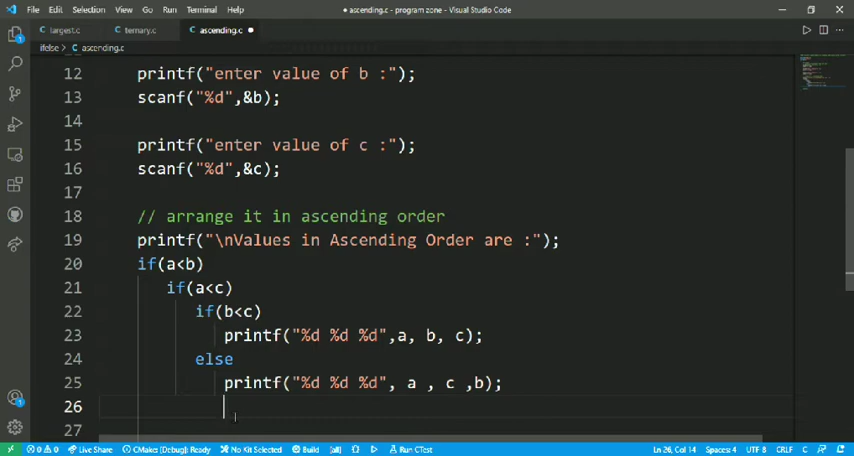 File Edit Selection View Go Run Terminal Help
● ascending.c - program zone - Visual Studio Code
largest.c ternary.c ascending.c ●
ifelse > ascending.c
12 printf("enter value of b :");
13 scanf("%d",&b);
14
15 printf("enter value of c :");
16 scanf("%d",&c);
17
18 // arrange it in ascending order
19 printf("\nValues in Ascending Order are :");
20 if(a<b)
21 if(a<c)
22 if(b<c)
23 printf("%d %d %d",a, b, c);
24 else
25 printf("%d %d %d", a , c ,b);
26
27
0 0 Live Share CMake: [Debug]: Ready No Kit Selected Build [all] Run CTest Ln 26, Col 14 Spaces: 4 UTF-8 CRLF C